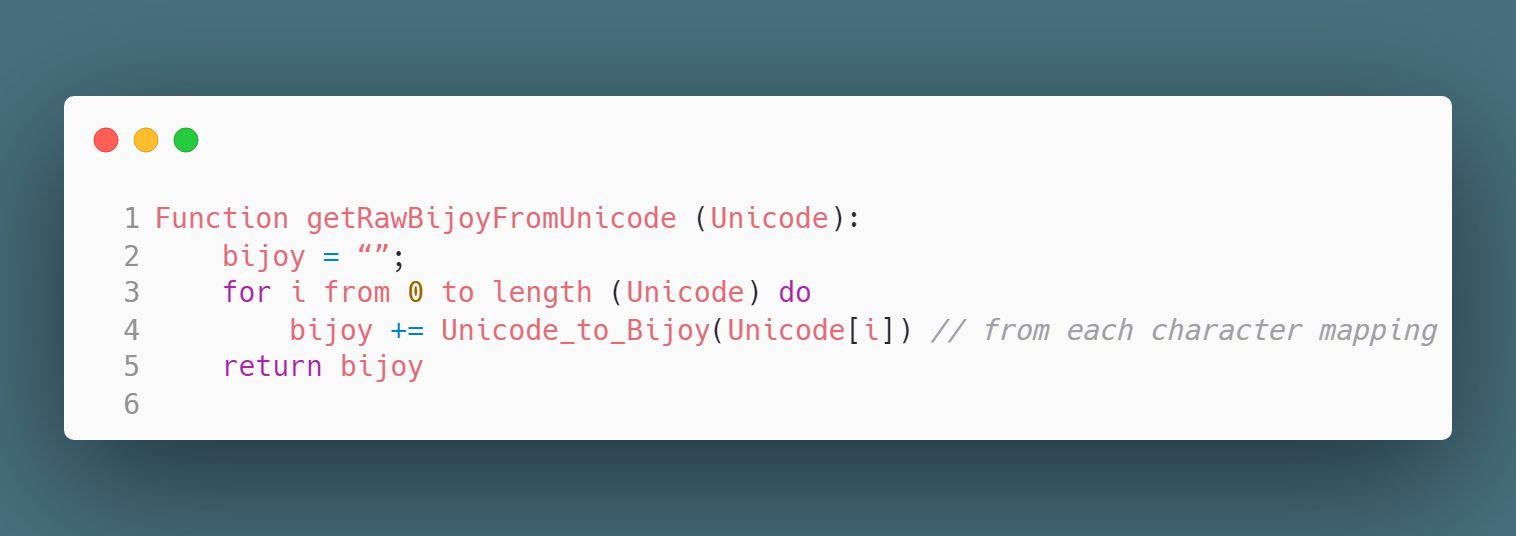 1 Function getRawBijoyFromUnicode (Unicode):
2     bijoy = “”;
3     for i from 0 to length (Unicode) do
4         bijoy += Unicode_to_Bijoy(Unicode[i]) // from each character mapping
5     return bijoy
6